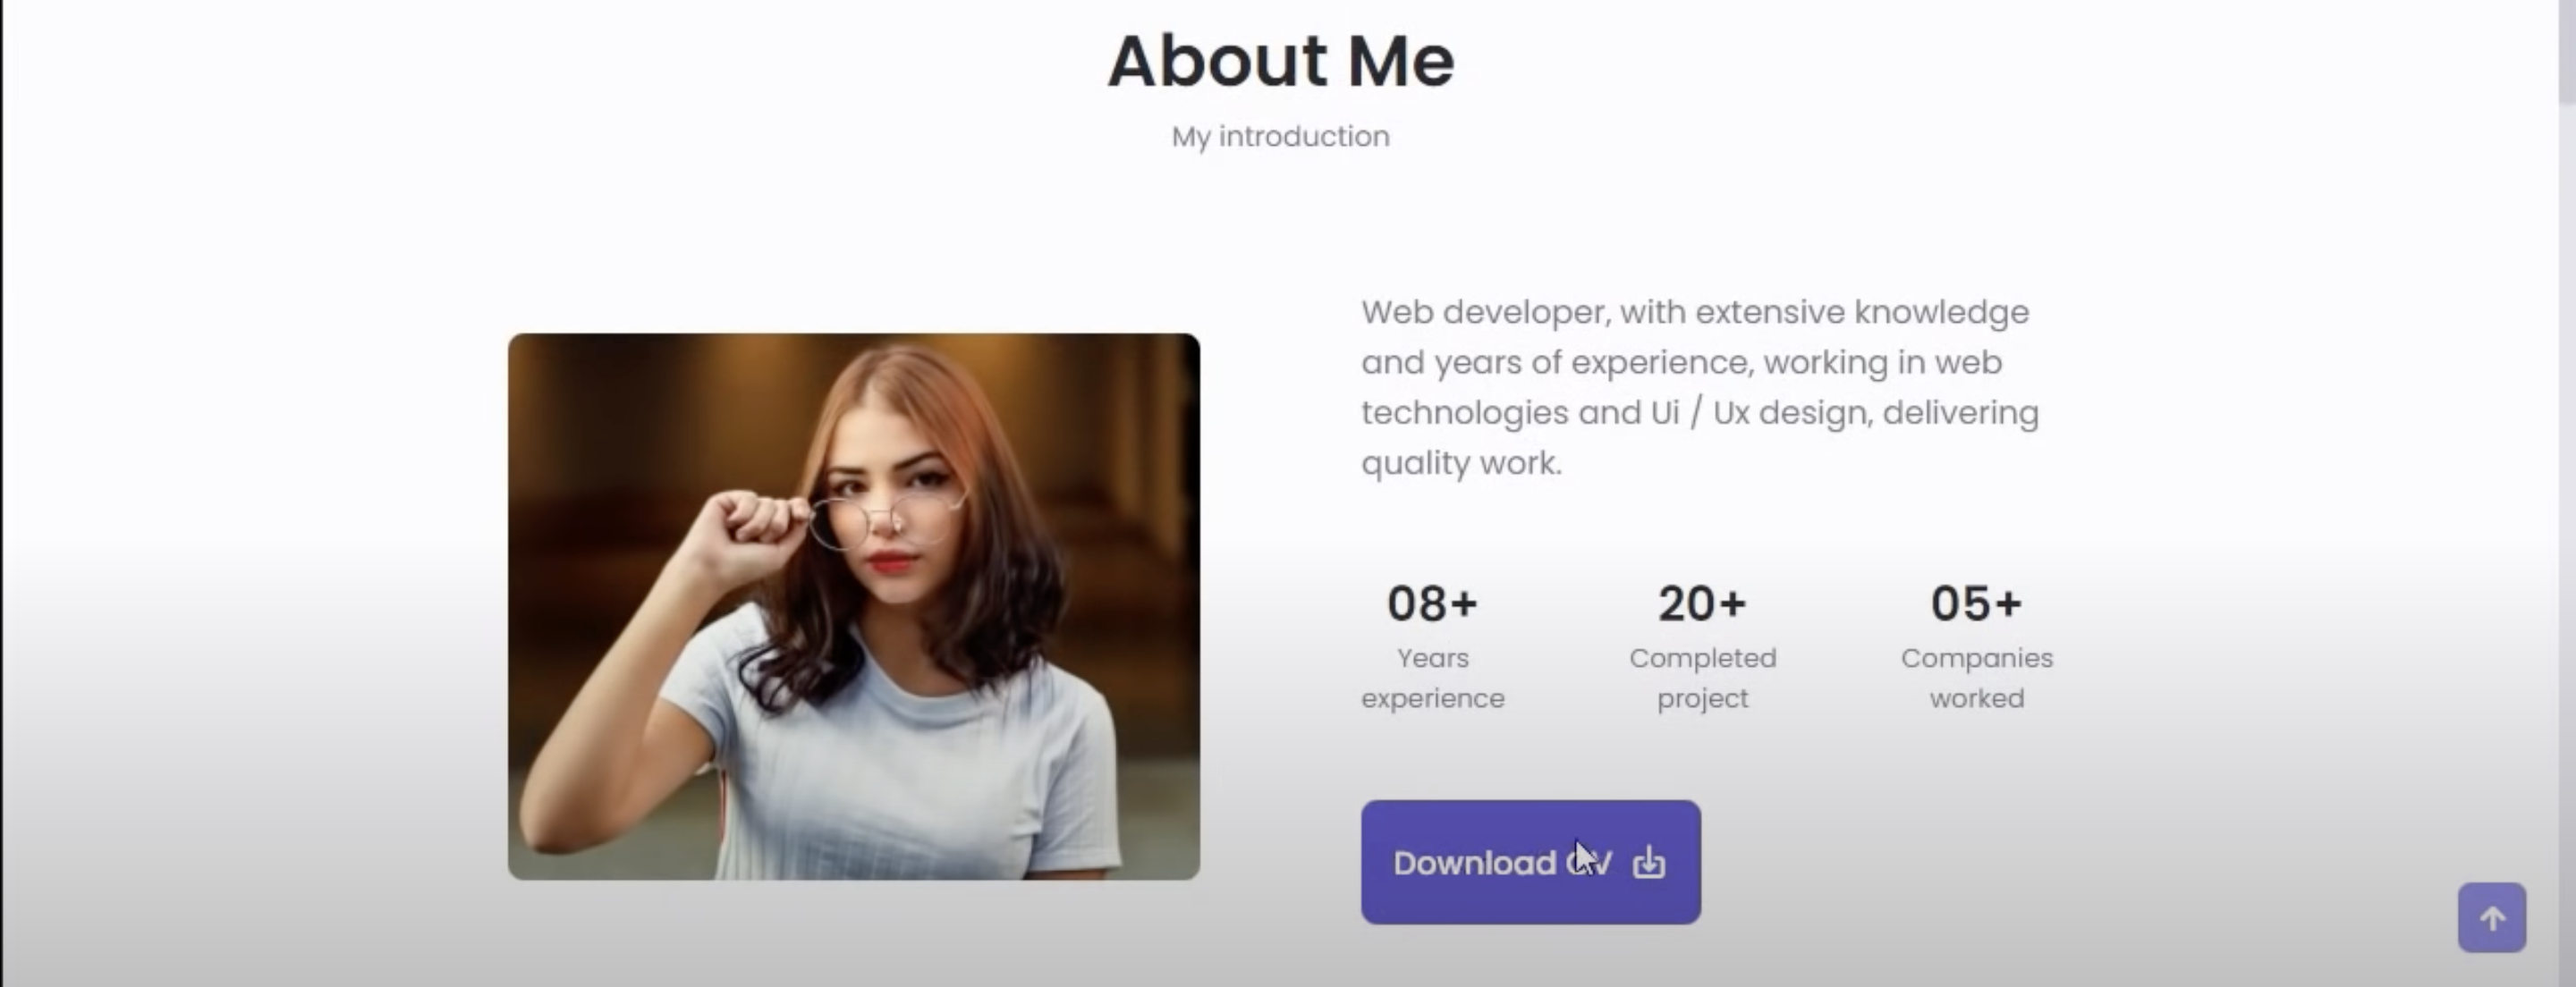 About Me
My introduction
Web developer, with extensive knowledge
and years of experience, working in web
technologies and Ui / Ux design, delivering
quality work.
08+
Years
experience
20+
Completed
project
05+
Companies
worked
Download CV